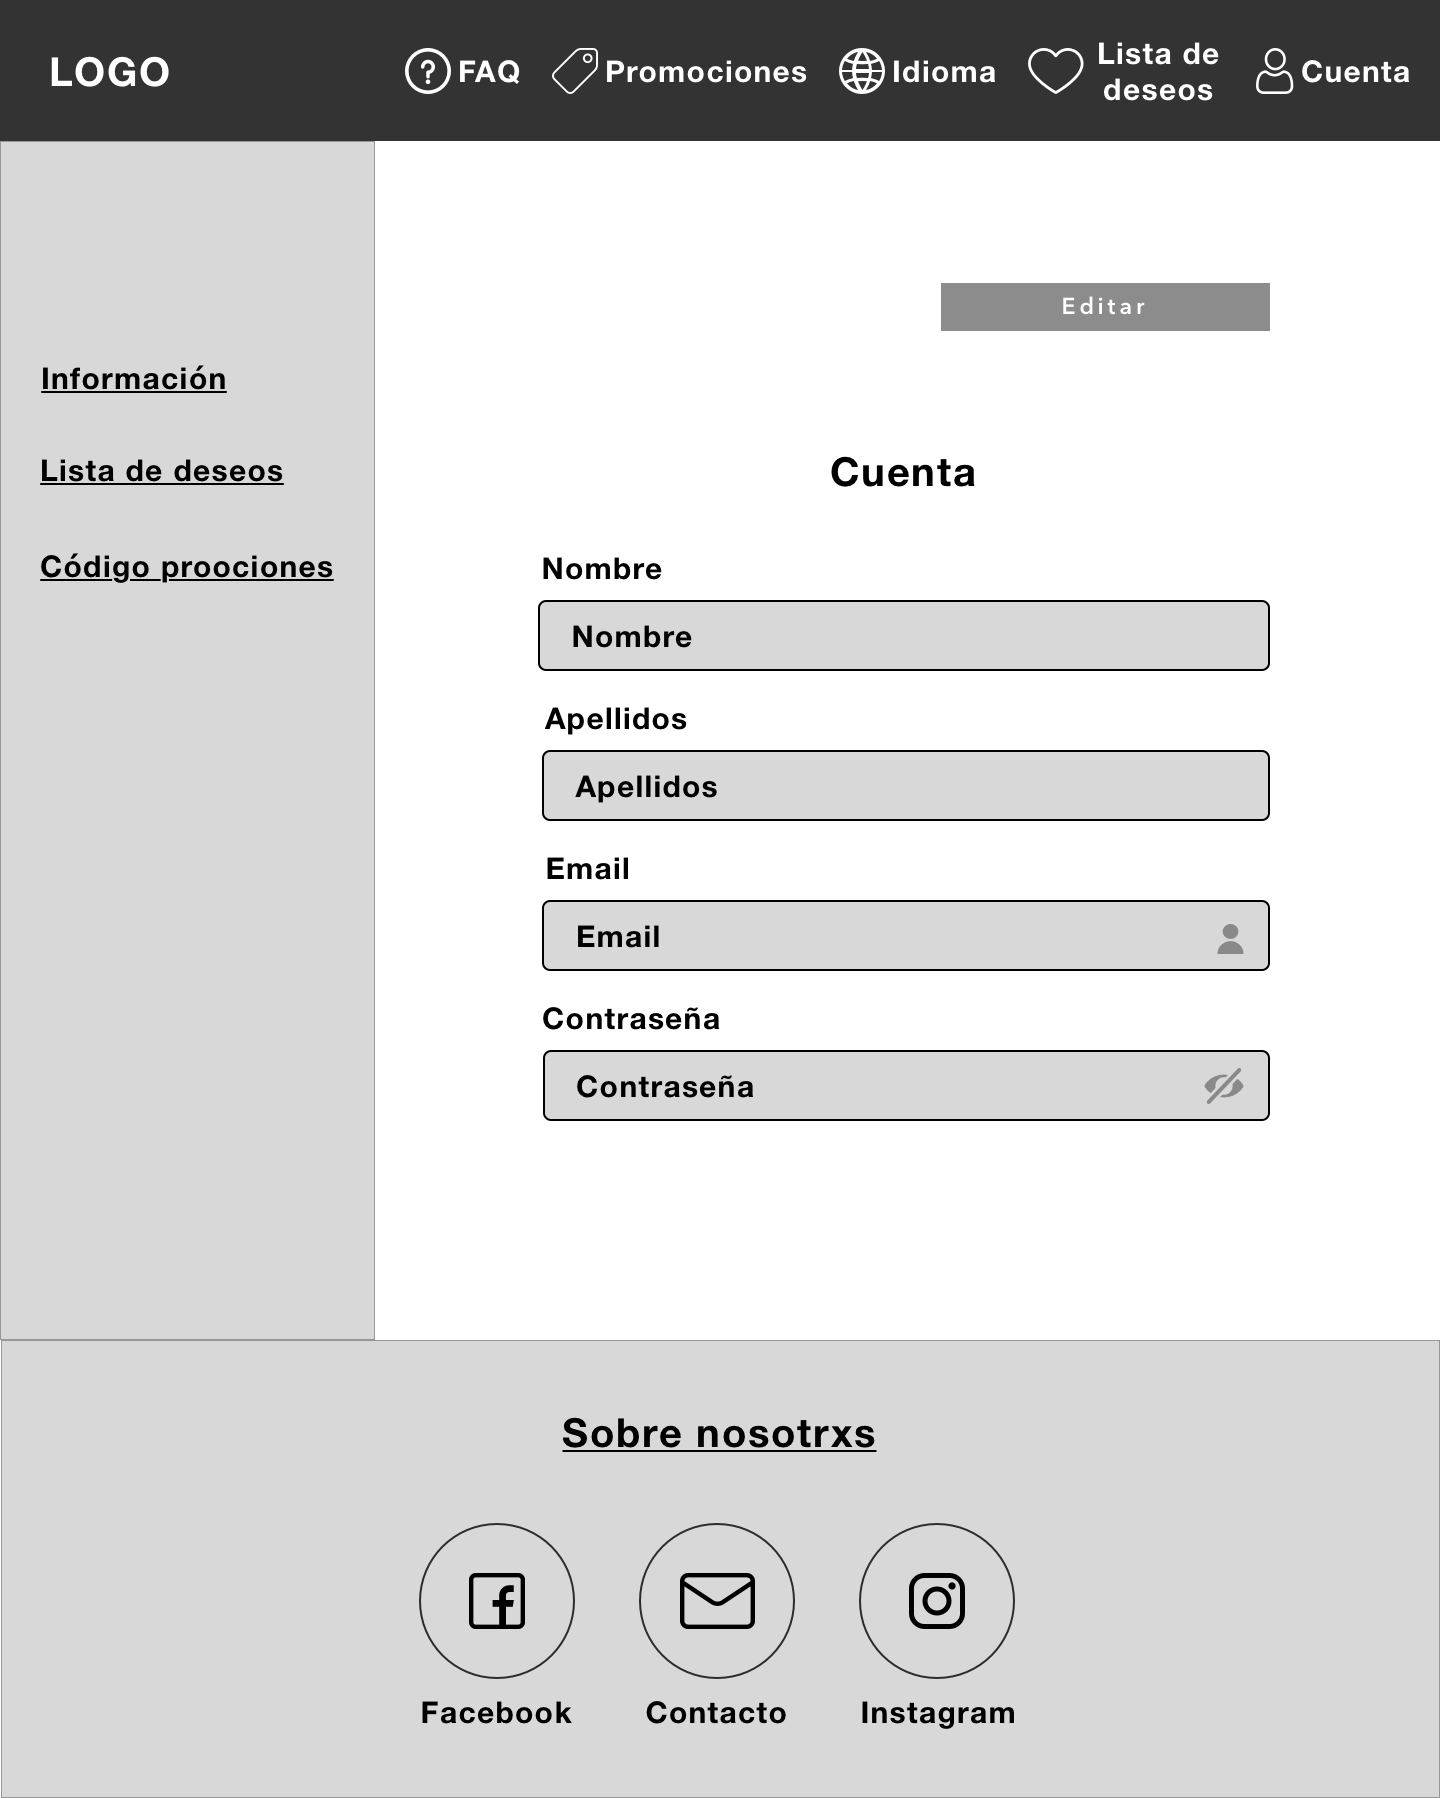 LOGO
FAQ
Promociones
Idioma
Lista de
deseos
Cuenta
Información
Lista de deseos
Código proociones
Editar
Cuenta
Nombre
Nombre
Apellidos
Apellidos
Email
Email
Contraseña
Contraseña
Sobre nosotrxs
Facebook
Contacto
Instagram